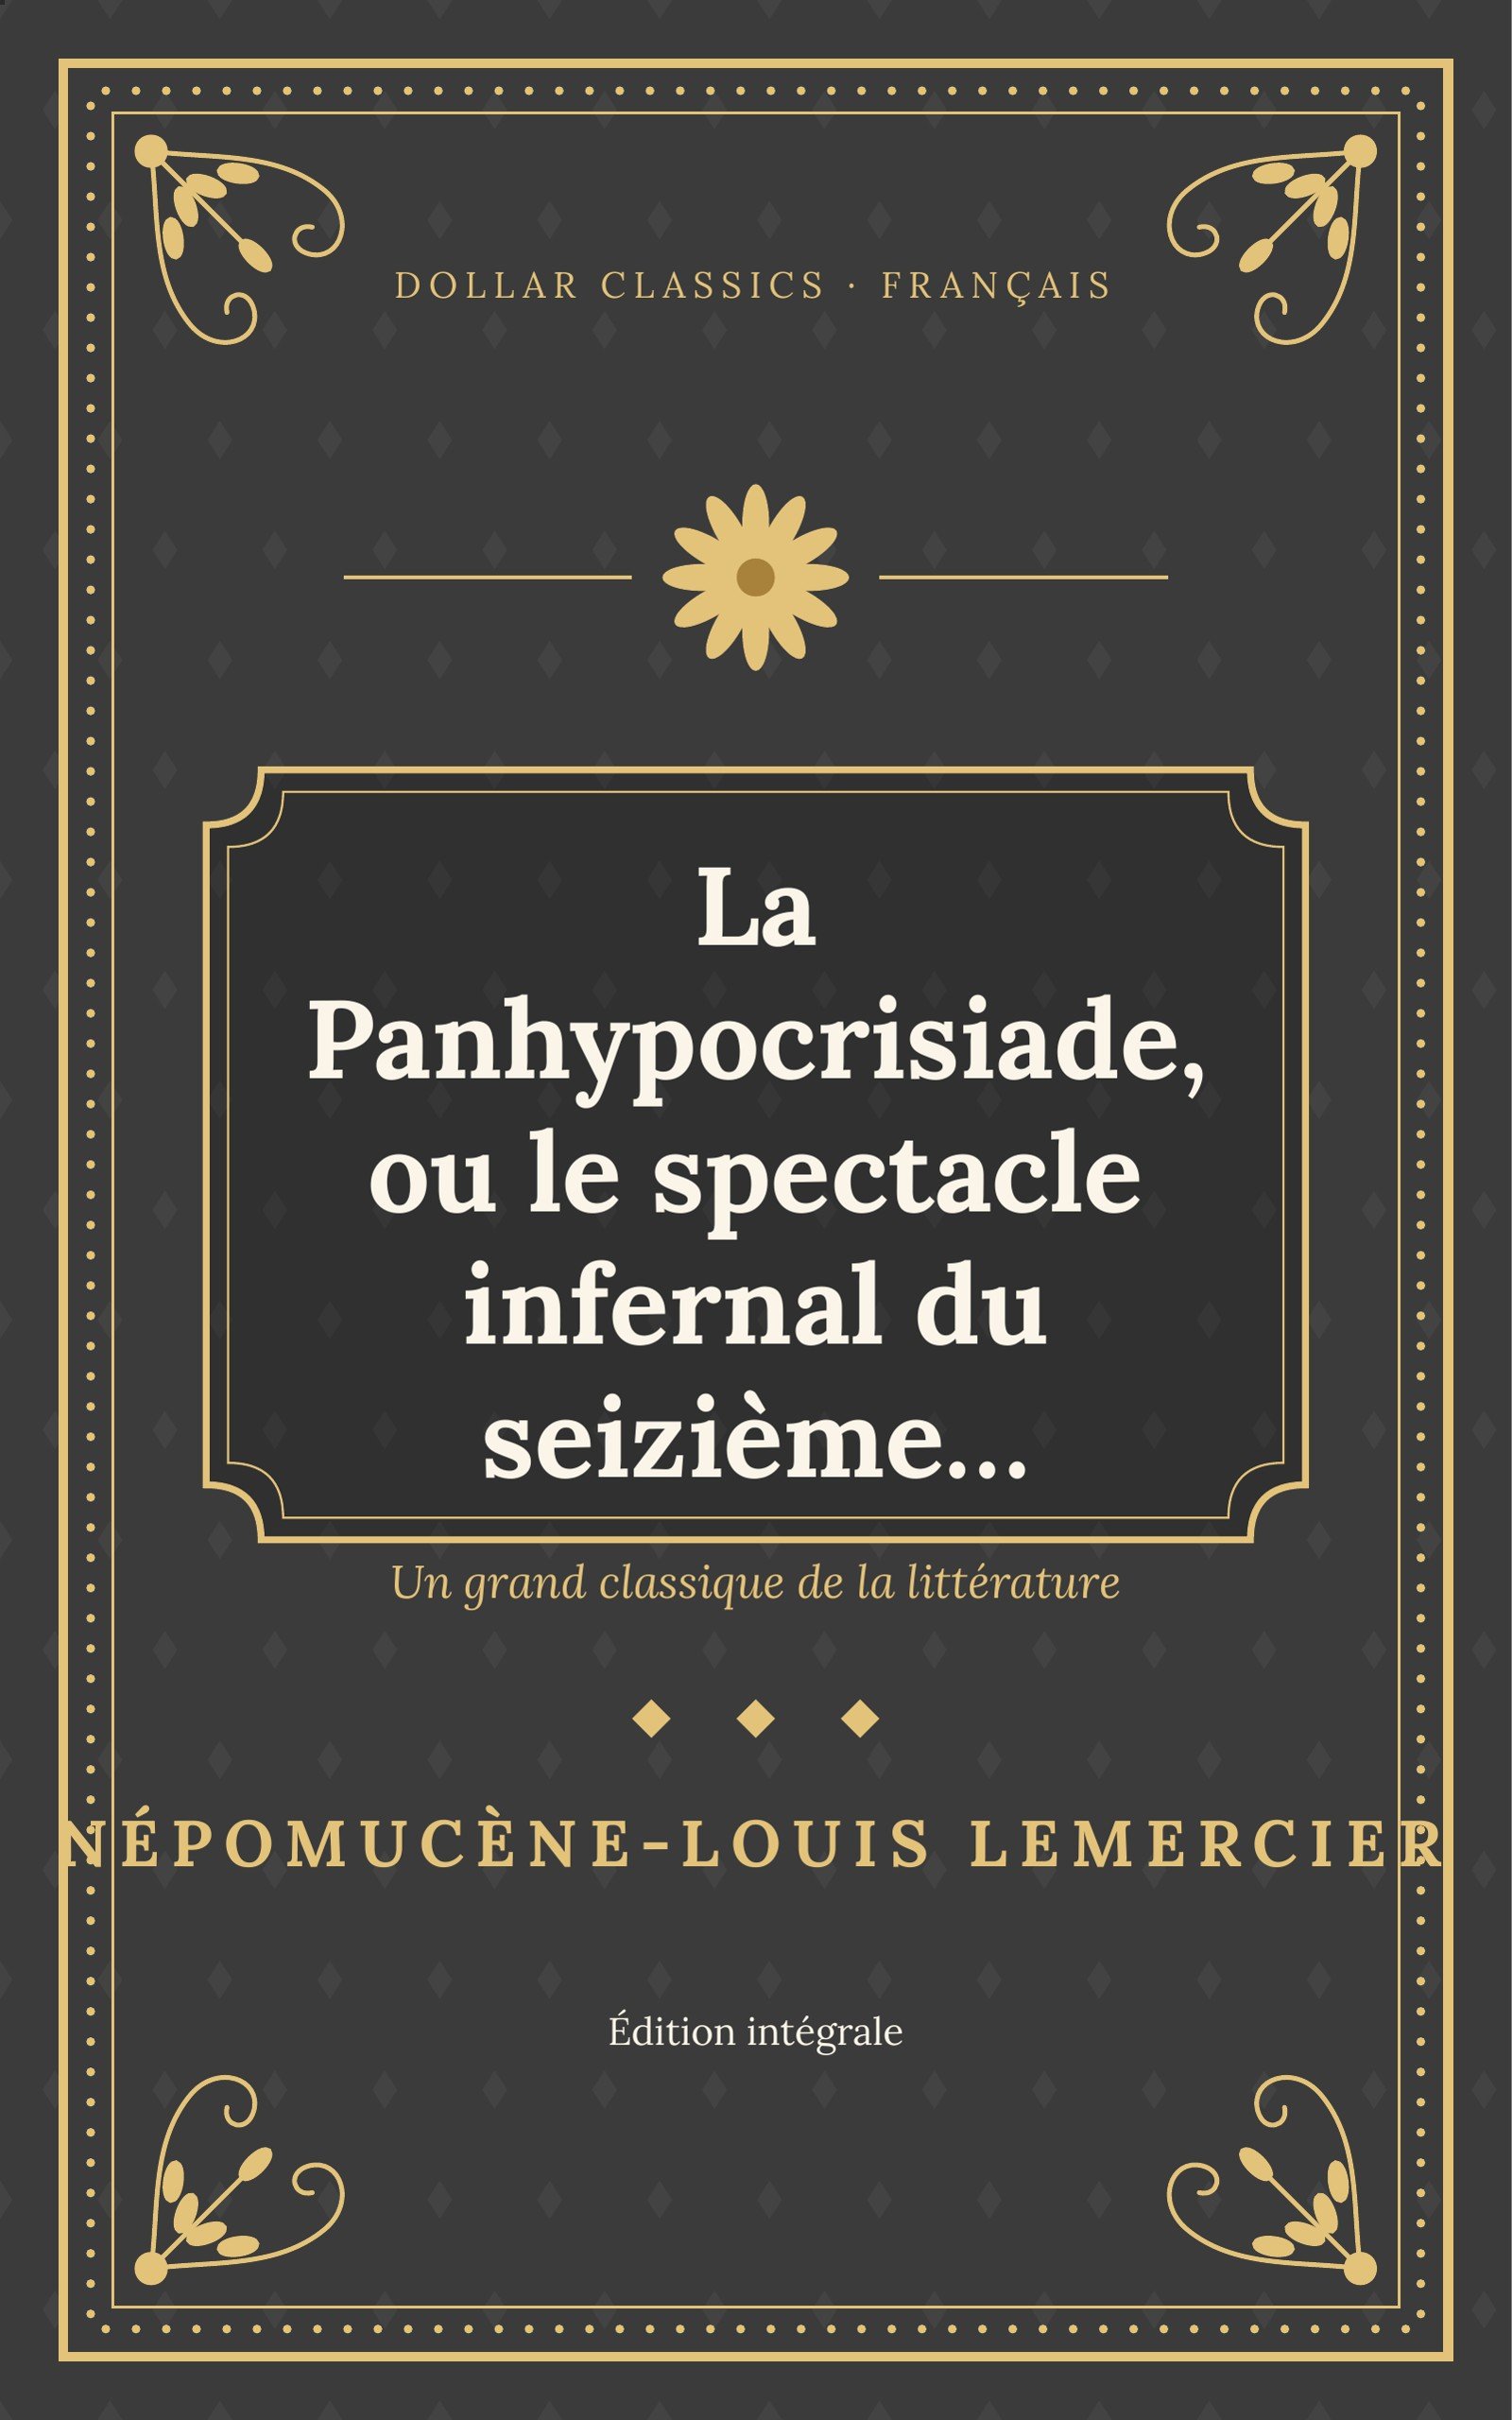 DOLLAR CLASSICS · FRANÇAIS
La
Panhypocrisiade,
ou le spectacle
infernal du
seizième...
Un grand classique de la littérature
NÉPOMUCÈNE-LOUIS LEMERCIER
Édition intégrale